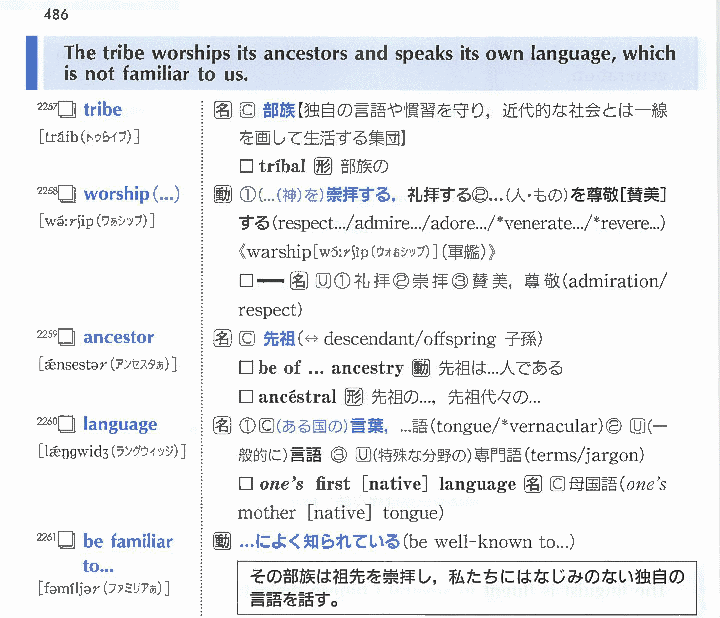 486
The tribe worships its ancestors and speaks its own language, which
is not familiar to us.
2257 □ tribe
[tráib(トゥらイブ)]
名 C 部族【独自の言語や慣習を守り，近代的な社会とは一線
を画して生活する集団】
□ tríbal 形 部族の
2258 □ worship(...)
[wə́ːrʃip(ワぁシップ)]
動 ①(...(神)を)崇拝する，礼拝する②...(人・もの)を尊敬[賛美]
する(respect.../admire.../adore.../*venerate.../*revere...)
《warship[wɔ́ːrʃip(ウォぉシップ)](軍艦)》
□ ━ 名 U①礼拝②崇拝③賛美，尊敬(admiration/
respect)
2259 □ ancestor
[ǽnsestər(アンセスタぁ)]
名 C 先祖(⇔ descendant/offspring 子孫)
□ be of ... ancestry 動 先祖は...人である
□ ancéstral 形 先祖の...，先祖代々の...
2260 □ language
[lǽŋgwidʒ(ラングウィッジ)]
名 ①C(ある国の)言葉，...語(tongue/*vernacular)② U(一
般的に)言語 ③ U(特殊な分野の)専門語(terms/jargon)
□ one's first [native] language 名 C母国語(one's
mother [native] tongue)
2261 □ be familiar
to...
[fəmíljər(ファミリアぁ)]
動 ...によく知られている(be well-known to...)
その部族は祖先を崇拝し，私たちにはなじみのない独自の
言語を話す。